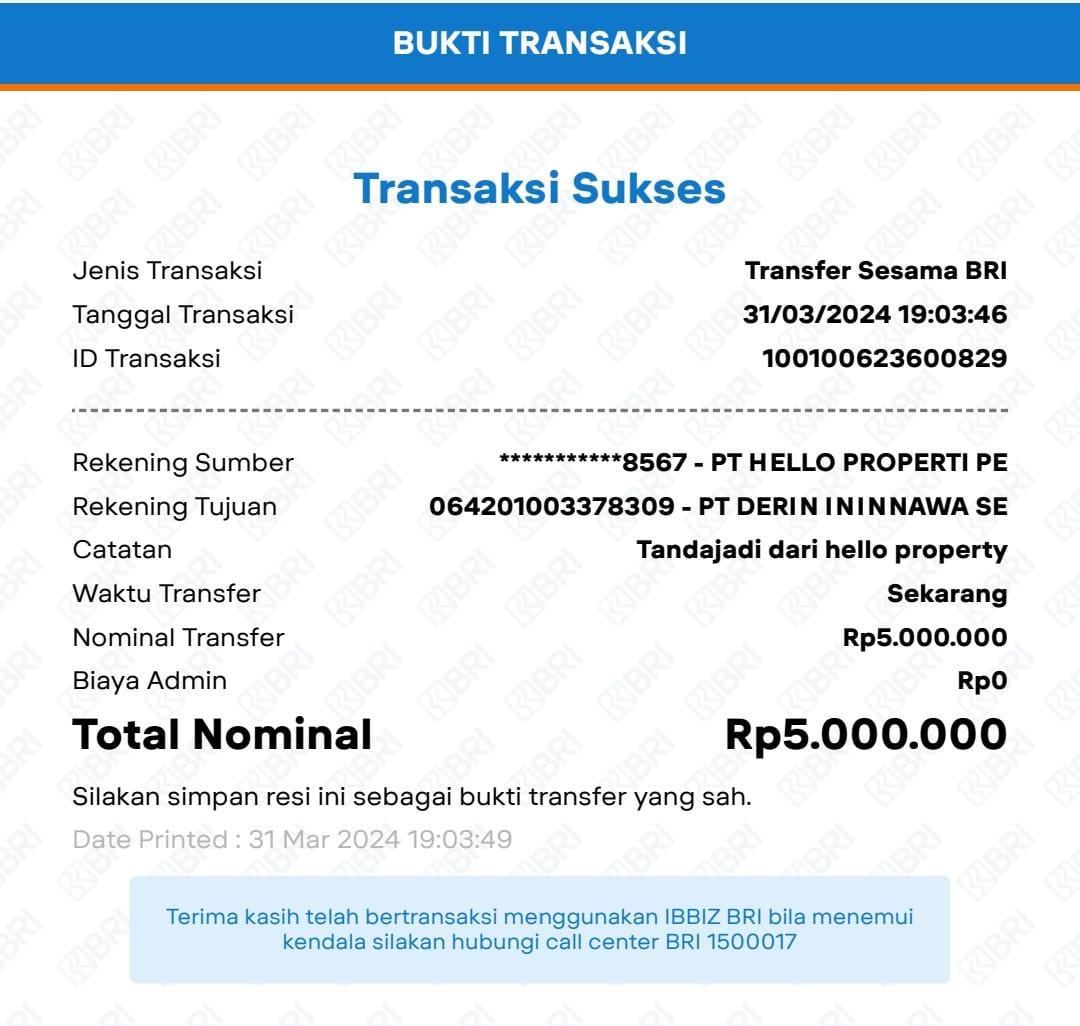 BUKTI TRANSAKSI
Transaksi Sukses
Jenis Transaksi Transfer Sesama BRI
Tanggal Transaksi 31/03/2024 19:03:46
ID Transaksi 100100623600829
Rekening Sumber ***********8567 - PT HELLO PROPERTI PE
Rekening Tujuan 064201003378309 - PT DERIN ININNAWA SE
Catatan Tandajadi dari hello property
Waktu Transfer Sekarang
Nominal Transfer Rp5.000.000
Biaya Admin Rp0
Total Nominal Rp5.000.000
Silakan simpan resi ini sebagai bukti transfer yang sah.
Date Printed : 31 Mar 2024 19:03:49
Terima kasih telah bertransaksi menggunakan IBBIZ BRI bila menemui
kendala silakan hubungi call center BRI 1500017